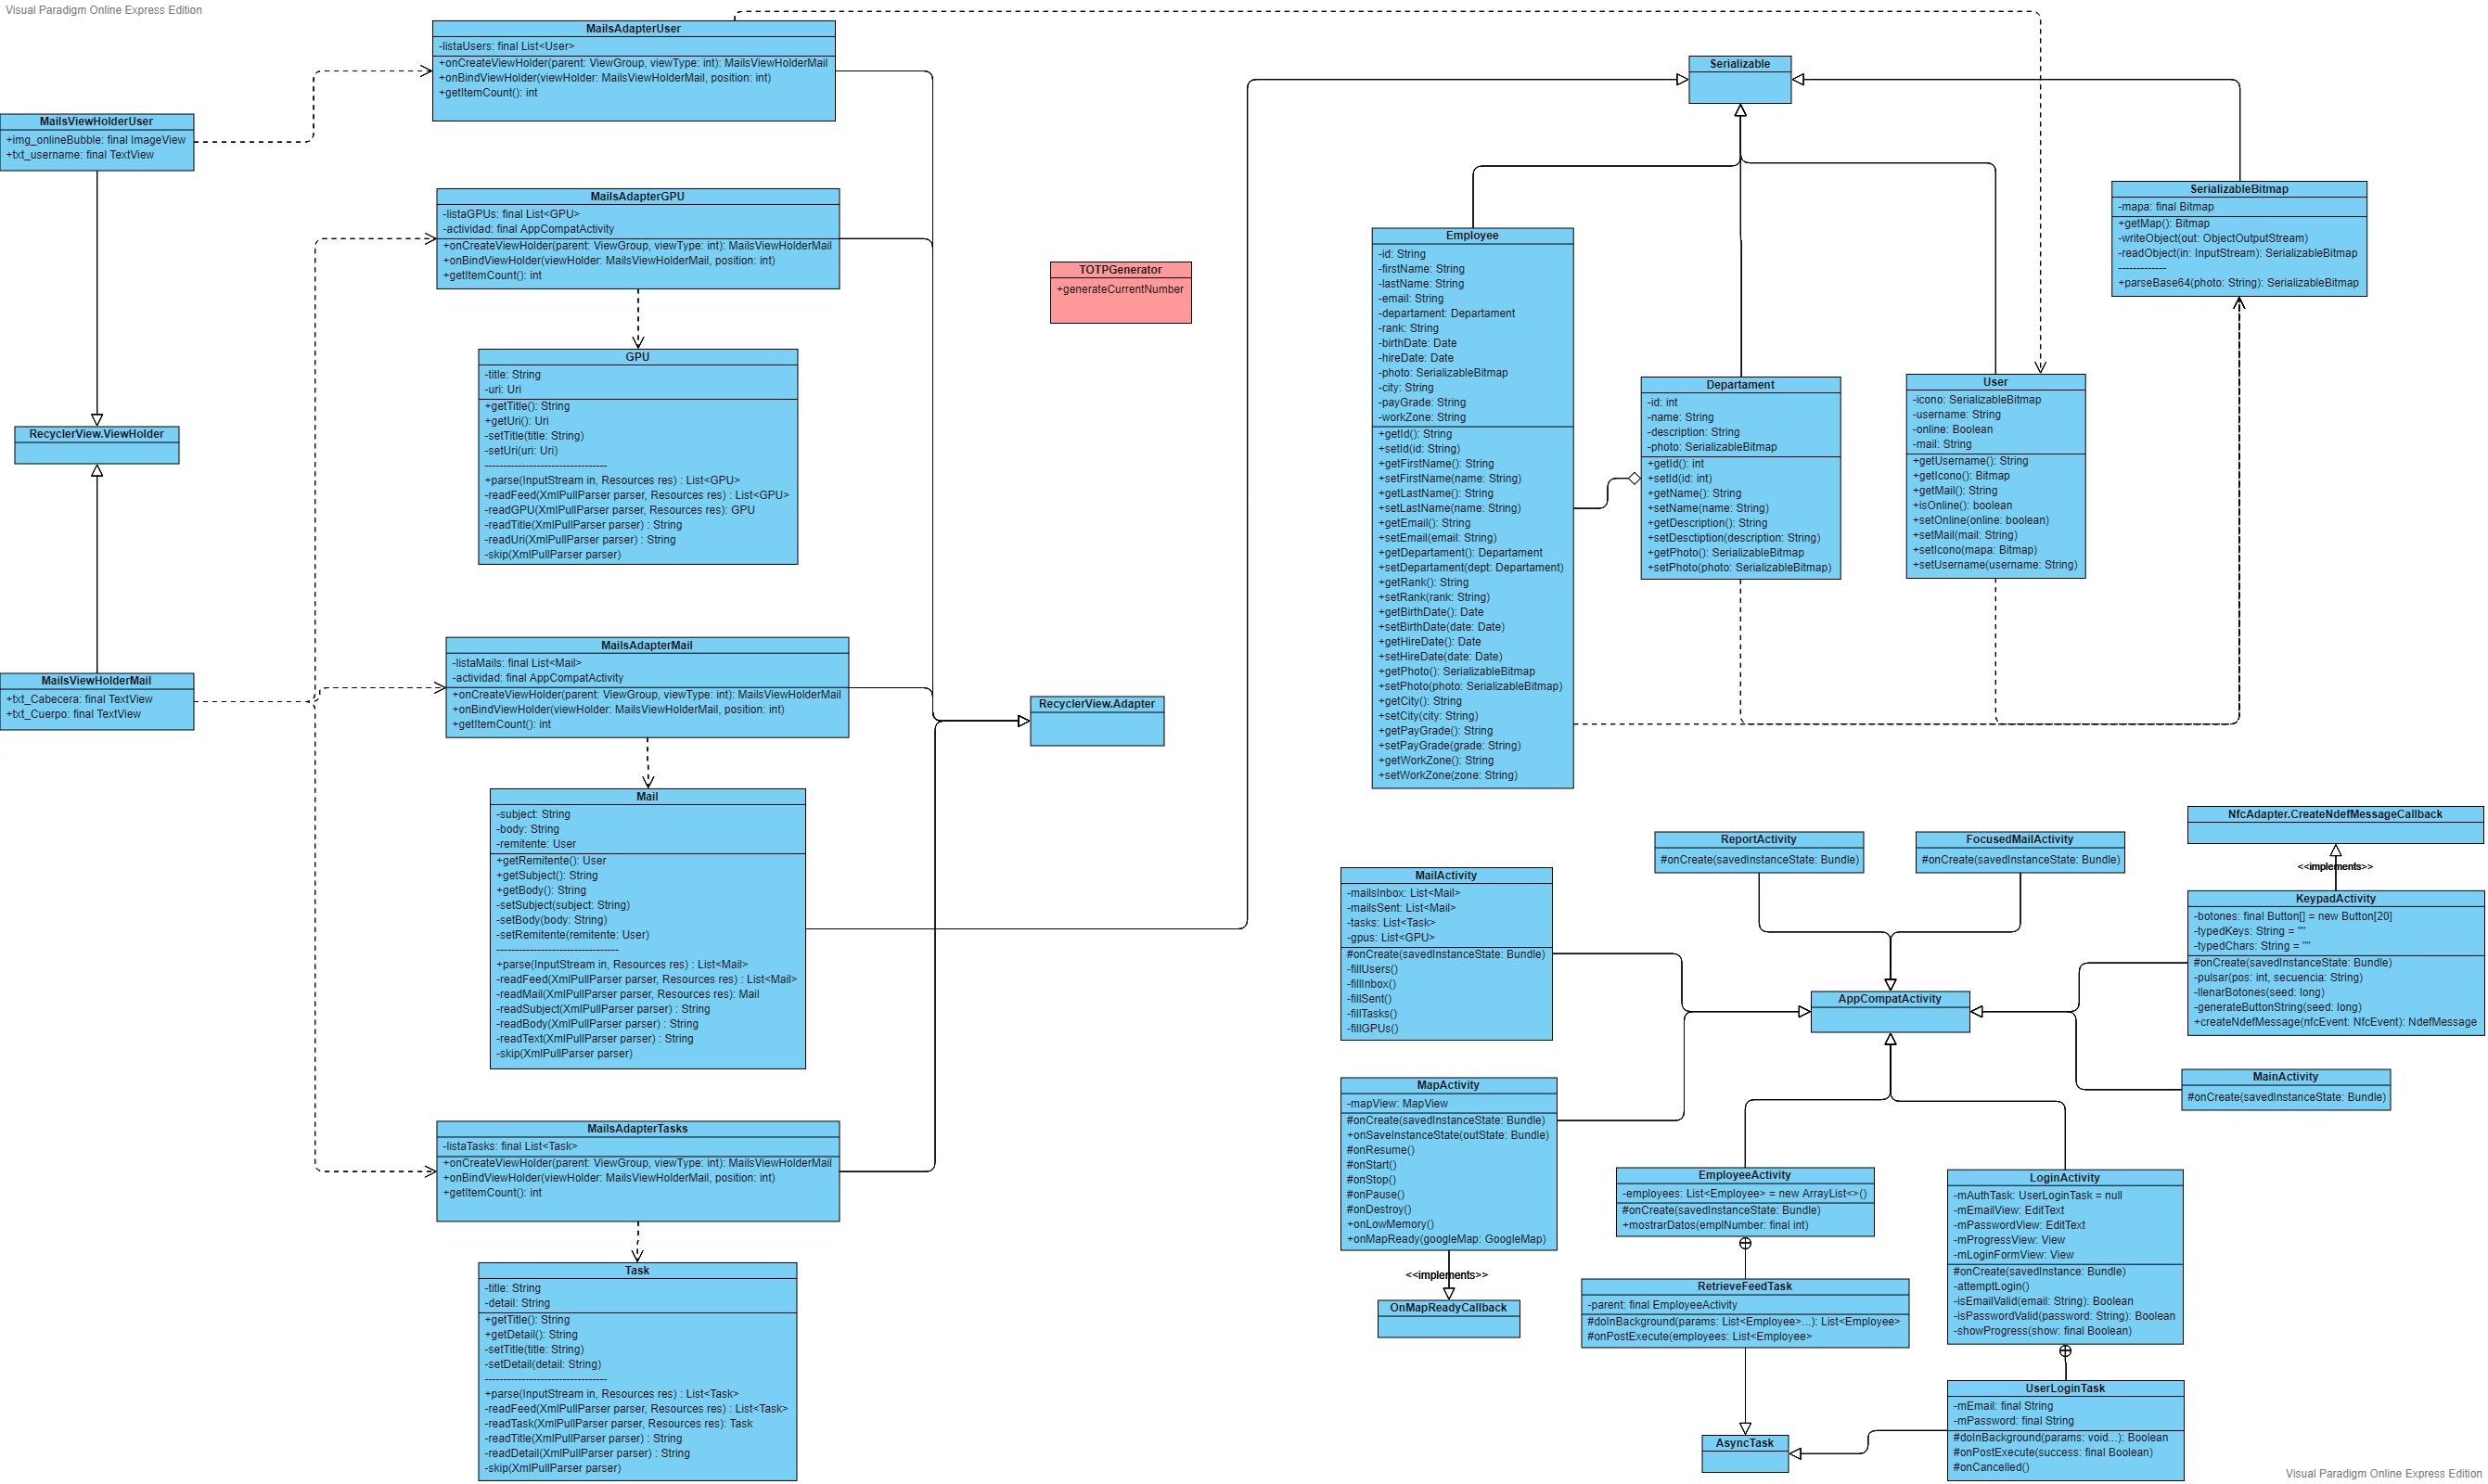 Visual Paradigm Online Express Edition
MailsAdapterUser
-listaUsers: final List<User>
+onCreateViewHolder(parent: ViewGroup, viewType: int): MailsViewHolderMail
+onBindViewHolder(viewHolder: MailsViewHolderMail, position: int)
+getItemCount(): int
MailsViewHolderUser
+img_onlineBubble: final ImageView
+txt_username: final TextView
MailsAdapterGPU
-listaGPUs: final List<GPU>
-actividad: final AppCompatActivity
+onCreateViewHolder(parent: ViewGroup, viewType: int): MailsViewHolderMail
+onBindViewHolder(viewHolder: MailsViewHolderMail, position: int)
+getItemCount(): int
GPU
-title: String
-uri: Uri
+getTitle(): String
+getUri(): Uri
-setTitle(title: String)
-setUri(uri: Uri)
---------------------------------
+parse(InputStream in, Resources res) : List<GPU>
-readFeed(XmlPullParser parser, Resources res) : List<GPU>
-readGPU(XmlPullParser parser, Resources res): GPU
-readTitle(XmlPullParser parser) : String
-readUri(XmlPullParser parser) : String
-skip(XmlPullParser parser)
RecyclerView.ViewHolder
MailsViewHolderMail
+txt_Cabecera: final TextView
+txt_Cuerpo: final TextView
MailsAdapterMail
-listaMails: final List<Mail>
-actividad: final AppCompatActivity
+onCreateViewHolder(parent: ViewGroup, viewType: int): MailsViewHolderMail
+onBindViewHolder(viewHolder: MailsViewHolderMail, position: int)
+getItemCount(): int
Mail
-subject: String
-body: String
-remitente: User
+getRemitente(): User
+getSubject(): String
+getBody(): String
-setSubject(subject: String)
-setBody(body: String)
-setRemitente(remitente: User)
---------------------------------
+parse(InputStream in, Resources res) : List<Mail>
-readFeed(XmlPullParser parser, Resources res) : List<Mail>
-readMail(XmlPullParser parser, Resources res): Mail
-readSubject(XmlPullParser parser) : String
-readBody(XmlPullParser parser) : String
-readText(XmlPullParser parser) : String
-skip(XmlPullParser parser)
MailsAdapterTasks
-listaTasks: final List<Task>
+onCreateViewHolder(parent: ViewGroup, viewType: int): MailsViewHolderMail
+onBindViewHolder(viewHolder: MailsViewHolderMail, position: int)
+getItemCount(): int
Task
-title: String
-detail: String
+getTitle(): String
+getDetail(): String
-setTitle(title: String)
-setDetail(detail: String)
---------------------------------
+parse(InputStream in, Resources res) : List<Task>
-readFeed(XmlPullParser parser, Resources res) : List<Task>
-readTask(XmlPullParser parser, Resources res): Task
-readTitle(XmlPullParser parser) : String
-readDetail(XmlPullParser parser) : String
-skip(XmlPullParser parser)
TOTPGenerator
+generateCurrentNumber
RecyclerView.Adapter
Serializable
Employee
-id: String
-firstName: String
-lastName: String
-email: String
-departament: Departament
-rank: String
-birthDate: Date
-hireDate: Date
-photo: SerializableBitmap
-city: String
-payGrade: String
-workZone: String
+getId(): String
+setId(id: String)
+getFirstName(): String
+setFirstName(name: String)
+getLastName(): String
+setLastName(name: String)
+getEmail(): String
+setEmail(email: String)
+getDepartament(): Departament
+setDepartament(dept: Departament)
+getRank(): String
+setRank(rank: String)
+getBirthDate(): Date
+setBirthDate(date: Date)
+getHireDate(): Date
+setHireDate(date: Date)
+getPhoto(): SerializableBitmap
+setPhoto(photo: SerializableBitmap)
+getCity(): String
+setCity(city: String)
+getPayGrade(): String
+setPayGrade(grade: String)
+getWorkZone(): String
+setWorkZone(zone: String)
Departament
-id: int
-name: String
-description: String
-photo: SerializableBitmap
+getId(): int
+setId(id: int)
+getName(): String
+setName(name: String)
+getDescription(): String
+setDesctiption(description: String)
+getPhoto(): SerializableBitmap
+setPhoto(photo: SerializableBitmap)
User
-icono: SerializableBitmap
-username: String
-online: Boolean
-mail: String
+getUsername(): String
+getIcono(): Bitmap
+getMail(): String
+isOnline(): boolean
+setOnline(online: boolean)
+setMail(mail: String)
+setIcono(mapa: Bitmap)
+setUsername(username: String)
SerializableBitmap
-mapa: final Bitmap
+getMap(): Bitmap
-writeObject(out: ObjectOutputStream)
-readObject(in: InputStream): SerializableBitmap
-------------
+parseBase64(photo: String): SerializableBitmap
MailActivity
-mailsInbox: List<Mail>
-mailsSent: List<Mail>
-tasks: List<Task>
-gpus: List<GPU>
#onCreate(savedInstanceState: Bundle)
-fillUsers()
-fillInbox()
-fillSent()
-fillTasks()
-fillGPUs()
ReportActivity
#onCreate(savedInstanceState: Bundle)
FocusedMailActivity
#onCreate(savedInstanceState: Bundle)
NfcAdapter.CreateNdefMessageCallback
<<implements>>
KeypadActivity
-botones: final Button[] = new Button[20]
-typedKeys: String = ""
-typedChars: String = ""
#onCreate(savedInstanceState: Bundle)
-pulsar(pos: int, secuencia: String)
-llenarBotones(seed: long)
-generateButtonString(seed: long)
+createNdefMessage(nfcEvent: NfcEvent): NdefMessage
AppCompatActivity
MainActivity
#onCreate(savedInstanceState: Bundle)
MapActivity
-mapView: MapView
#onCreate(savedInstanceState: Bundle)
+onSaveInstanceState(outState: Bundle)
#onResume()
#onStart()
#onStop()
#onPause()
#onDestroy()
+onLowMemory()
+onMapReady(googleMap: GoogleMap)
<<implements>>
OnMapReadyCallback
EmployeeActivity
-employees: List<Employee> = new ArrayList<>()
#onCreate(savedInstanceState: Bundle)
+mostrarDatos(emplNumber: final int)
RetrieveFeedTask
-parent: final EmployeeActivity
#doInBackground(params: List<Employee>...): List<Employee>
#onPostExecute(employees: List<Employee>
AsyncTask
LoginActivity
-mAuthTask: UserLoginTask = null
-mEmailView: EditText
-mPasswordView: EditText
-mProgressView: View
-mLoginFormView: View
#onCreate(savedInstance: Bundle)
-attemptLogin()
-isEmailValid(email: String): Boolean
-isPasswordValid(password: String): Boolean
-showProgress(show: final Boolean)
UserLoginTask
-mEmail: final String
-mPassword: final String
#doInBackground(params: void...): Boolean
#onPostExecute(success: final Boolean)
#onCancelled()
Visual Paradigm Online Express Edition